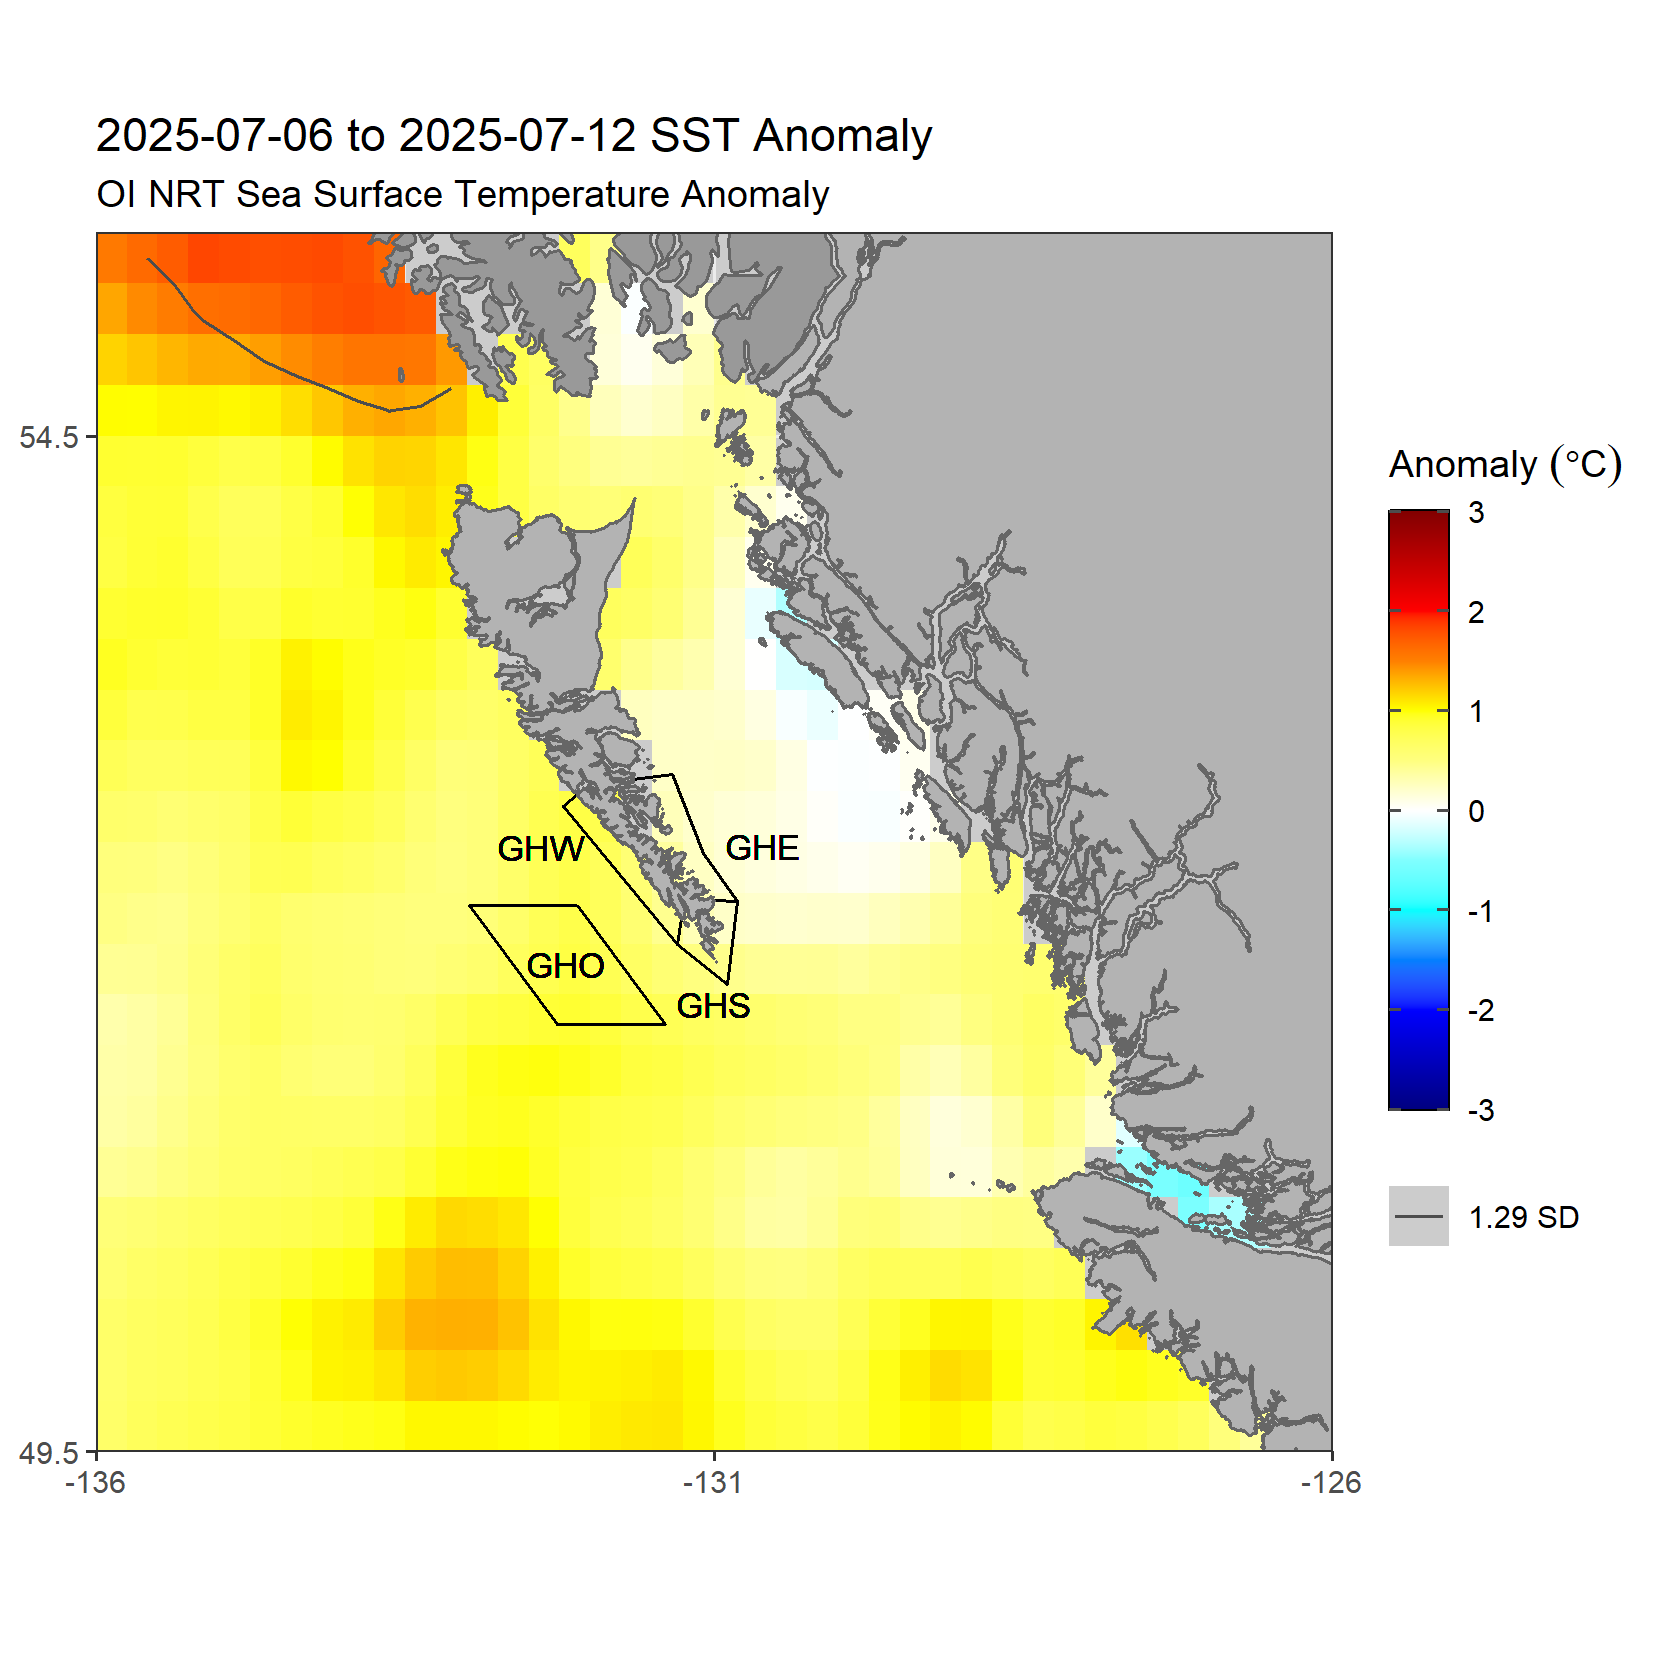 2025-07-06 to 2025-07-12 SST Anomaly
OI NRT Sea Surface Temperature Anomaly
54.5
49.5
-136
-131
-126
GHW
GHE
GHO
GHS
Anomaly (°C)
3
2
1
0
-1
-2
-3
1.29 SD